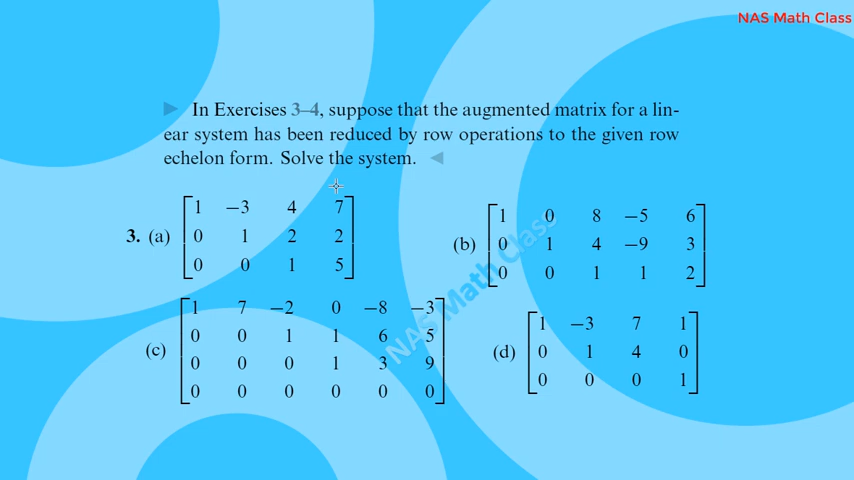 NAS Math Class
In Exercises 3–4, suppose that the augmented matrix for a lin-
ear system has been reduced by row operations to the given row
echelon form. Solve the system.
3. (a)
1 −3 4 7
0 1 2 2
0 0 1 5
(b)
1 0 8 −5 6
0 1 4 −9 3
0 0 1 1 2
(c)
1 7 −2 0 −8 −3
0 0 1 1 6 5
0 0 0 1 3 9
0 0 0 0 0 0
(d)
1 −3 7 1
0 1 4 0
0 0 0 1
NAS Math Class